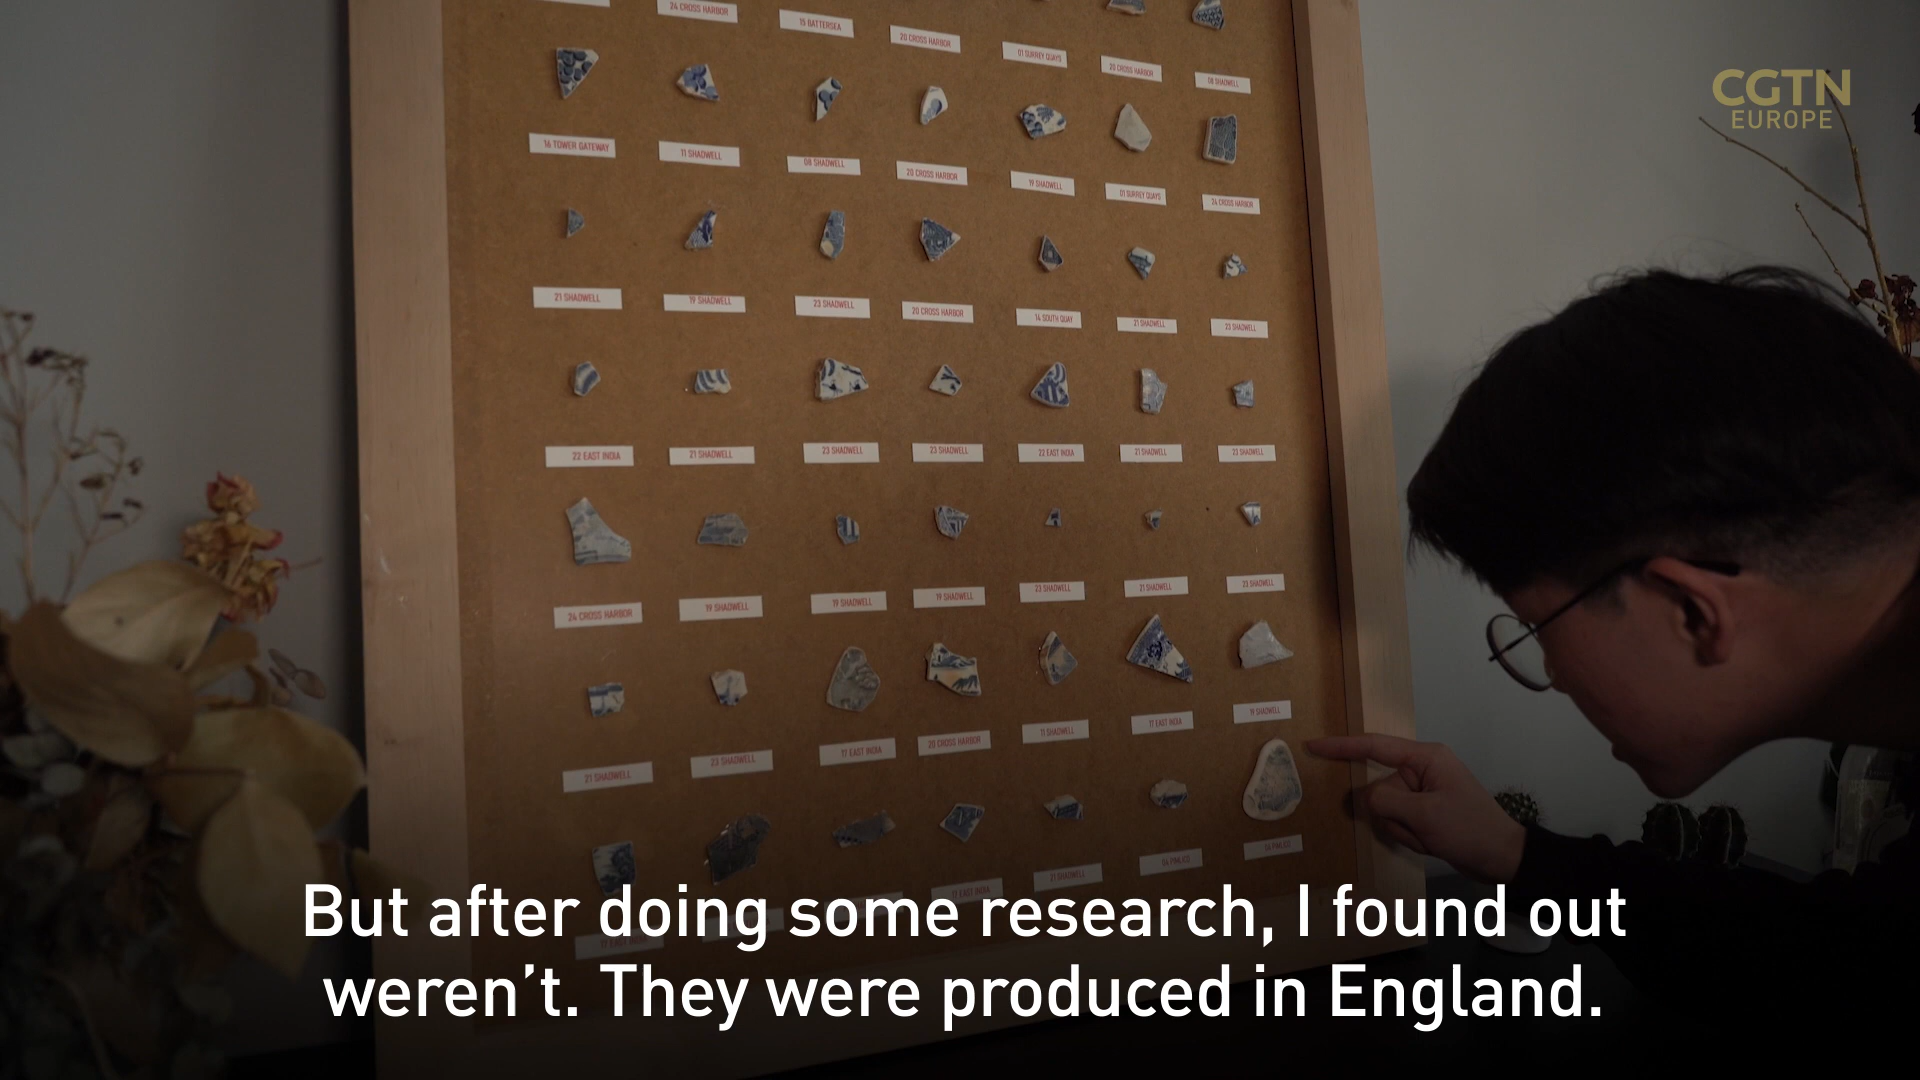 24 CROSS HARBOR
15 BATTERSEA
20 CROSS HARBOR
01 SURREY QUAYS
20 CROSS HARBOR
08 SHADWELL
CGTN
EUROPE
16 TOWER GATEWAY
11 SHADWELL
08 SHADWELL
20 CROSS HARBOR
19 SHADWELL
01 SURREY QUAYS
24 CROSS HARBOR
21 SHADWELL
19 SHADWELL
23 SHADWELL
20 CROSS HARBOR
14 SOUTH QUAY
21 SHADWELL
23 SHADWELL
22 EAST INDIA
21 SHADWELL
23 SHADWELL
23 SHADWELL
22 EAST INDIA
21 SHADWELL
23 SHADWELL
24 CROSS HARBOR
19 SHADWELL
19 SHADWELL
19 SHADWELL
23 SHADWELL
21 SHADWELL
23 SHADWELL
21 SHADWELL
23 SHADWELL
17 EAST INDIA
20 CROSS HARBOR
11 SHADWELL
17 EAST INDIA
19 SHADWELL
17 EAST INDIA
17 EAST INDIA
21 SHADWELL
04 PIMLICO
04 PIMLICO
But after doing some research, I found out
weren’t. They were produced in England.